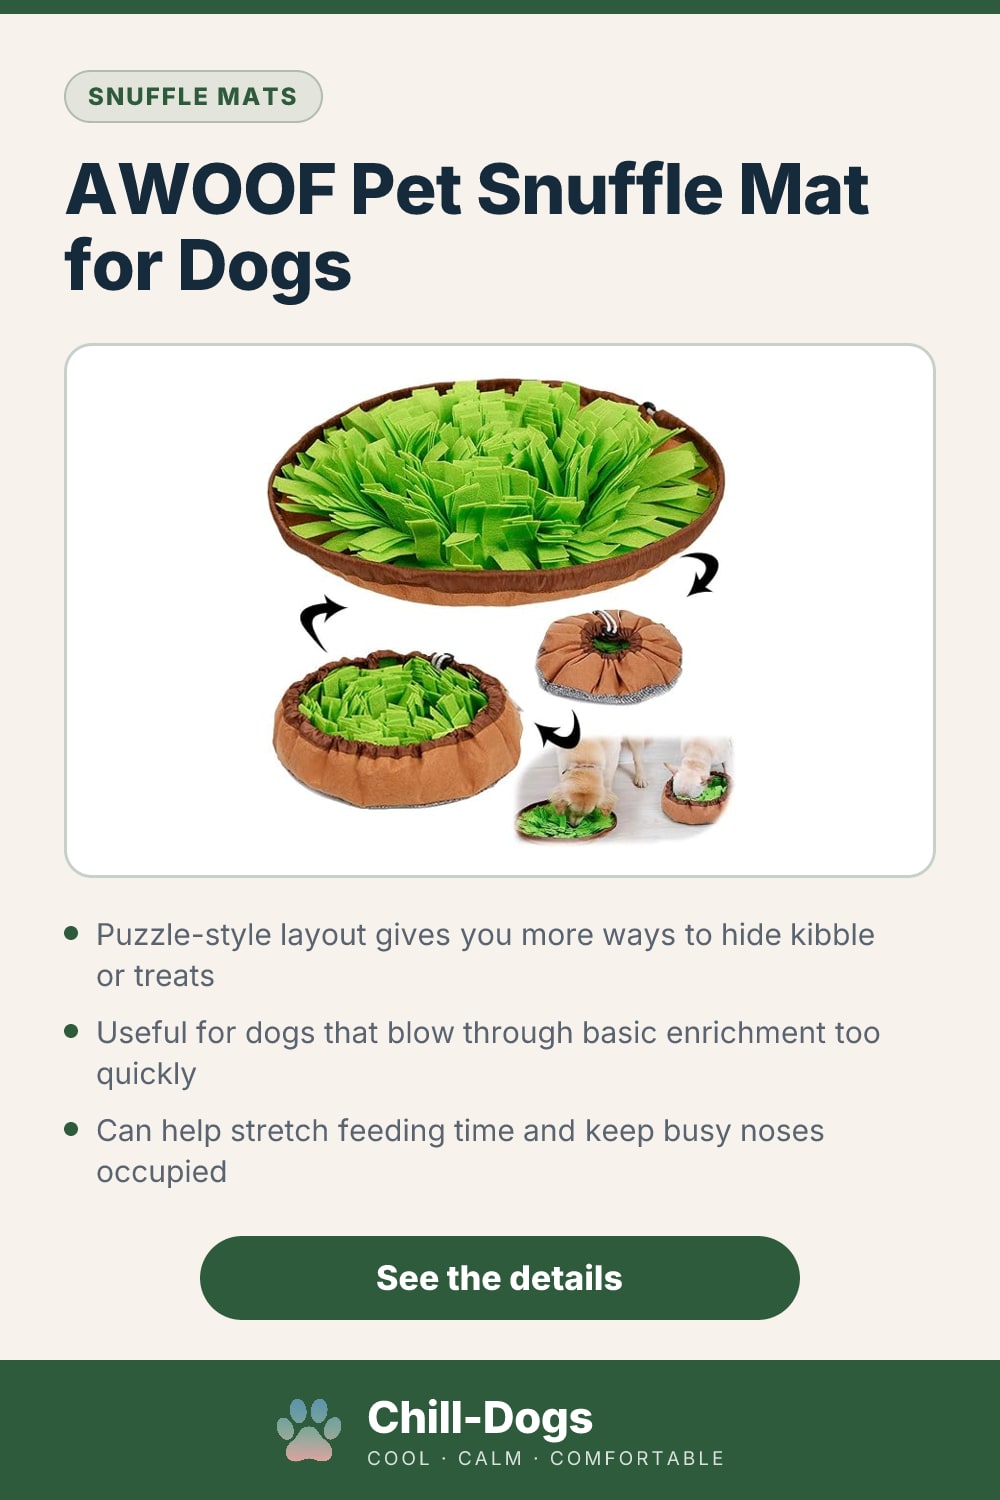 SNUFFLE MATS
AWOOF Pet Snuffle Mat
for Dogs
Puzzle-style layout gives you more ways to hide kibble
or treats
Useful for dogs that blow through basic enrichment too
quickly
Can help stretch feeding time and keep busy noses
occupied
See the details
Chill-Dogs
COOL · CALM · COMFORTABLE